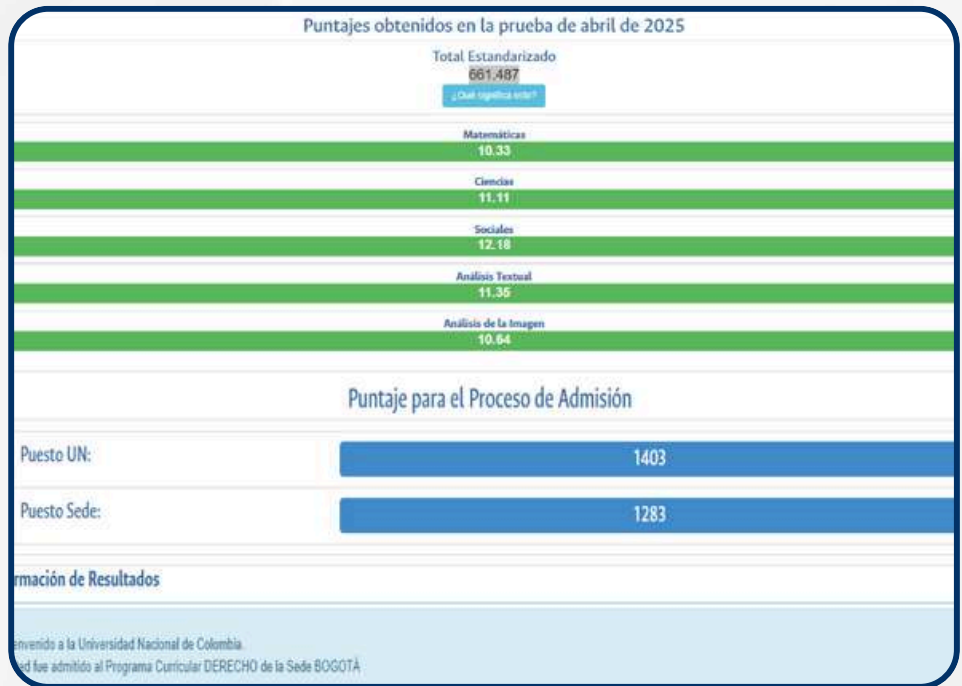 Puntajes obtenidos en la prueba de abril de 2025
Total Estandarizado
661.487
¿Qué significa esto?
Matemáticas
10.33
Ciencias
11.11
Sociales
12.18
Análisis Textual
11.35
Análisis de la Imagen
10.64
Puntaje para el Proceso de Admisión
Puesto UN:
1403
Puesto Sede:
1283
rmación de Resultados
envenido a la Universidad Nacional de Colombia.
ed fue admitido al Programa Curricular DERECHO de la Sede BOGOTÁ